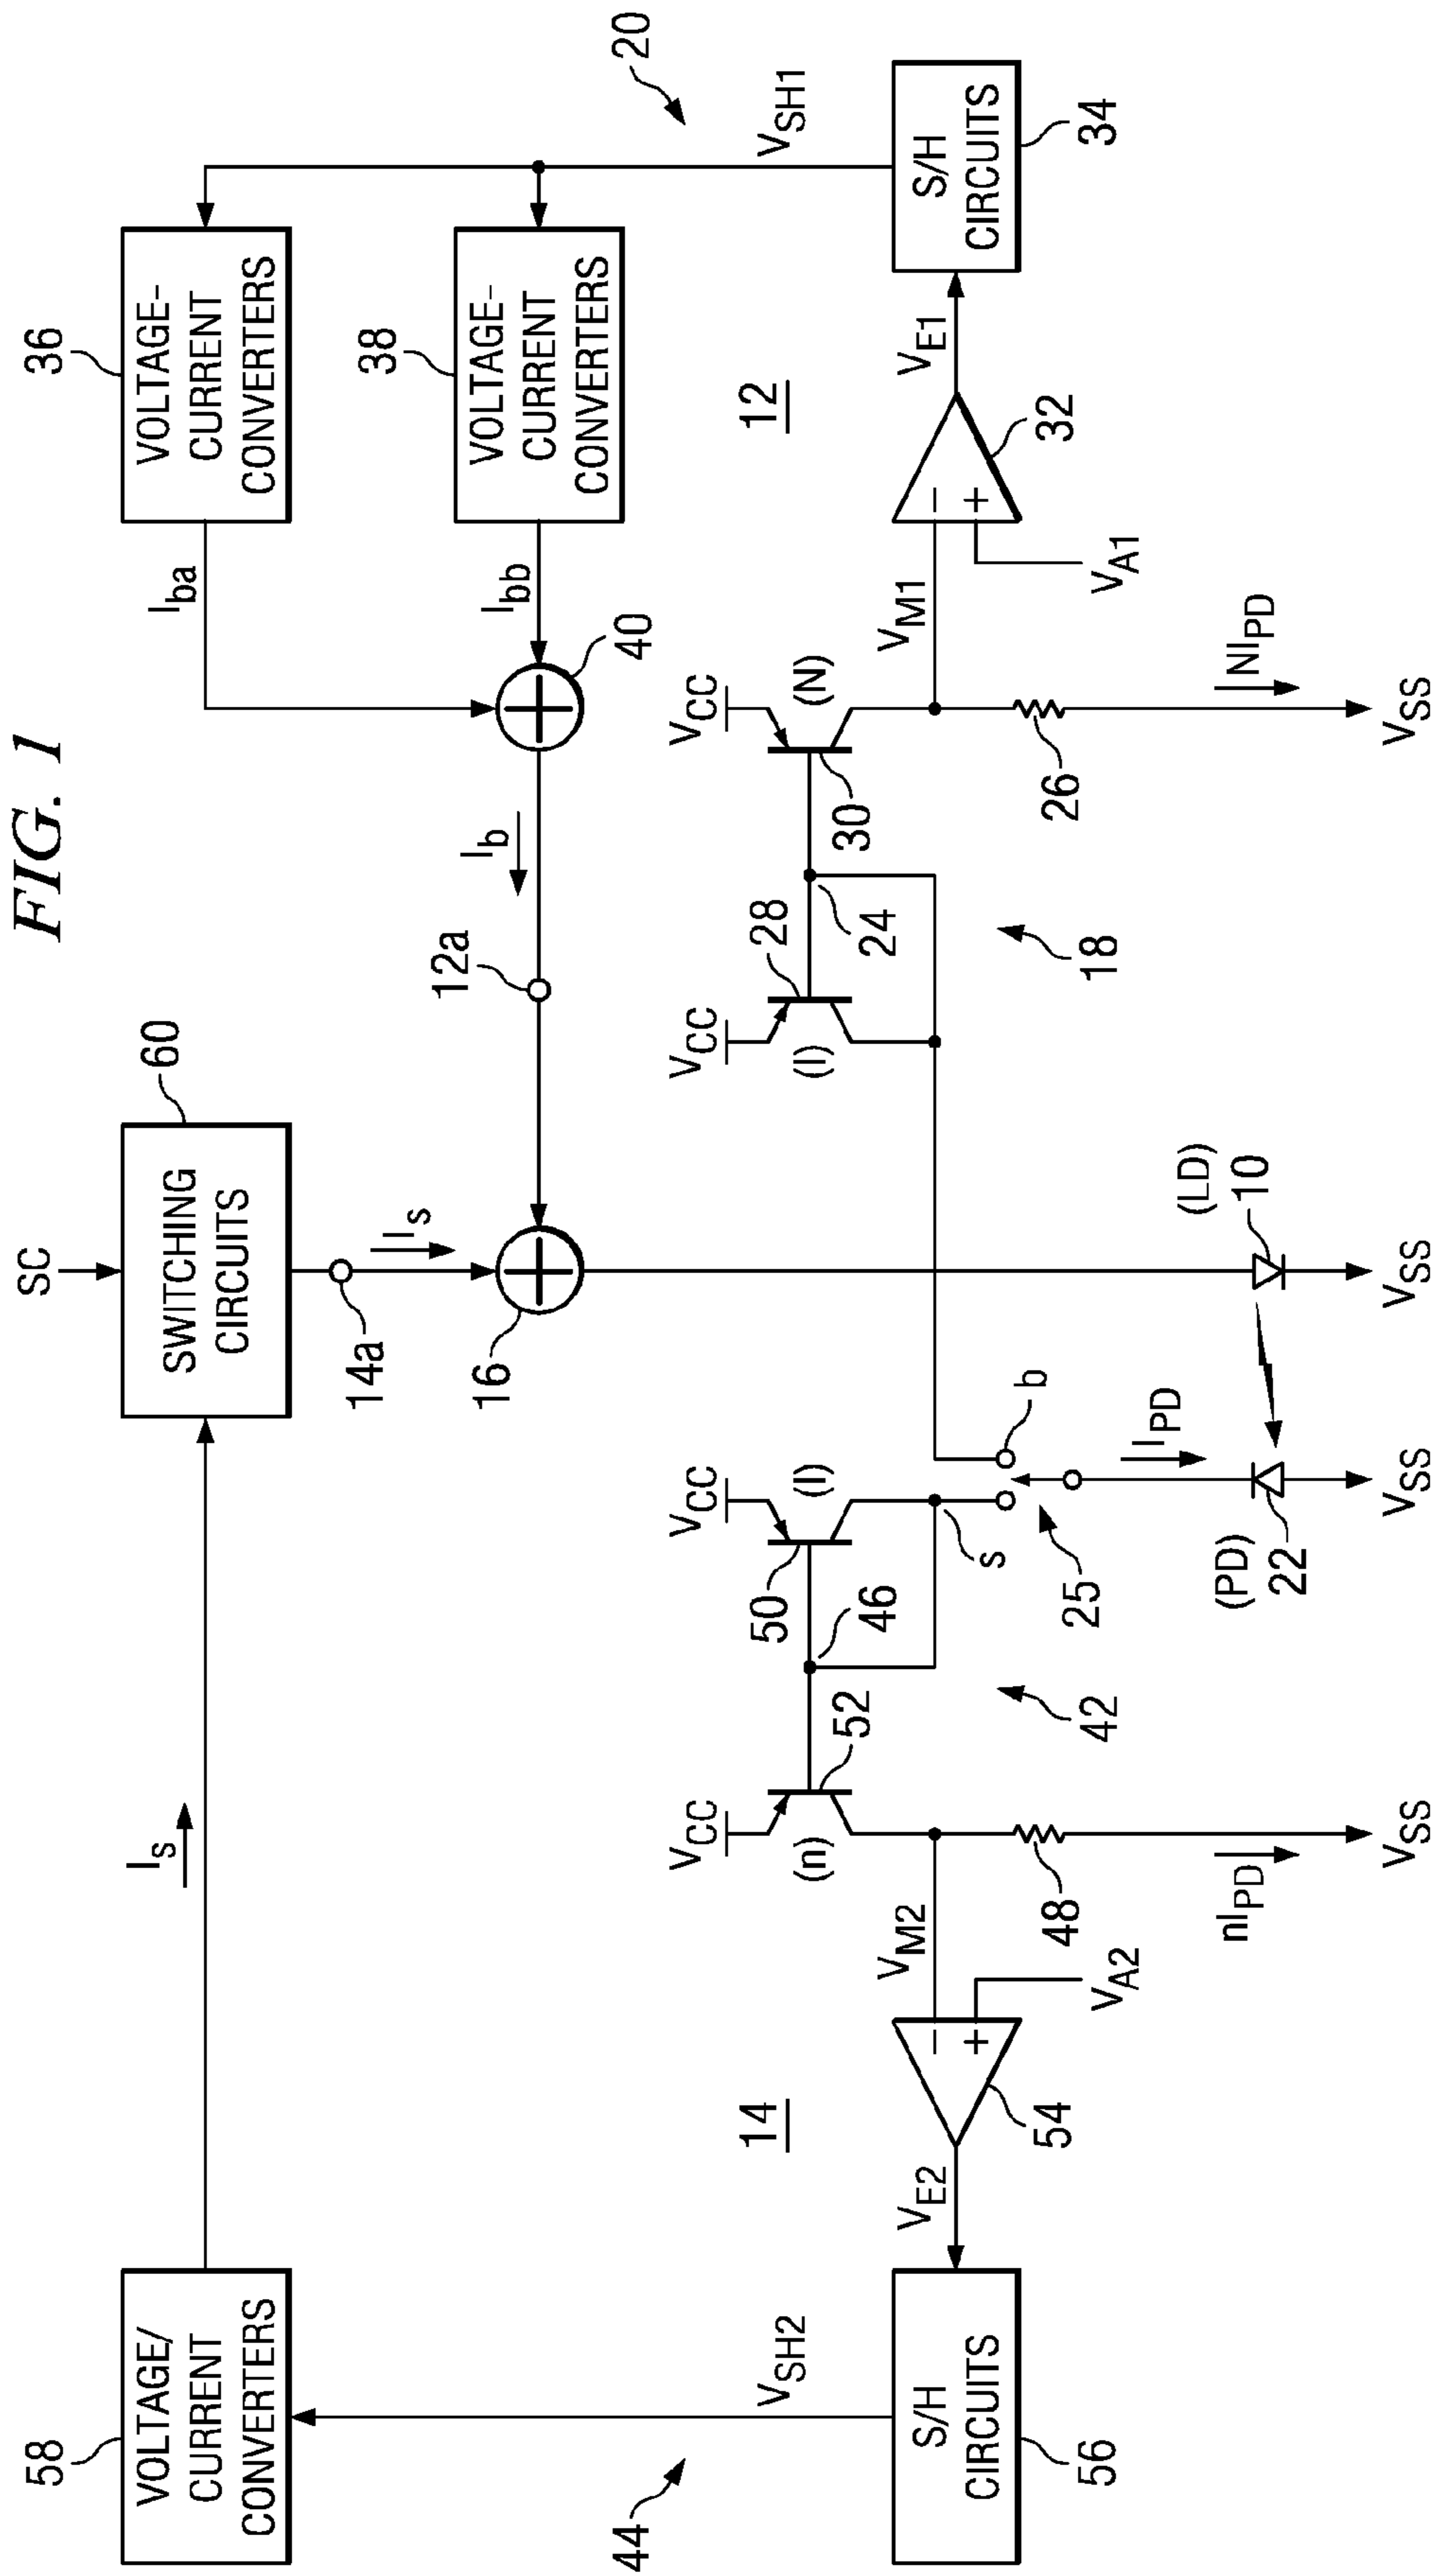 FIG. 1
58
VOLTAGE/
CURRENT
CONVERTERS
Is
SC
60
SWITCHING
CIRCUITS
14a
Is
16
12a
Ib
40
Iba
Ibb
36
VOLTAGE-
CURRENT
CONVERTERS
38
VOLTAGE-
CURRENT
CONVERTERS
20
VSH1
44
VSH2
14
12
VCC
(n)
52
VCC
(I)
50
46
VCC
(I)
28
24
VCC
(N)
30
VM2
VE2
54
VA2
S/H
CIRCUITS
56
48
nIPD
VSS
42
s
25
b
IPD
(PD)
22
VSS
(LD)
10
VSS
18
26
NIPD
VSS
VM1
VA1
32
VE1
S/H
CIRCUITS
34
−
+
−
+